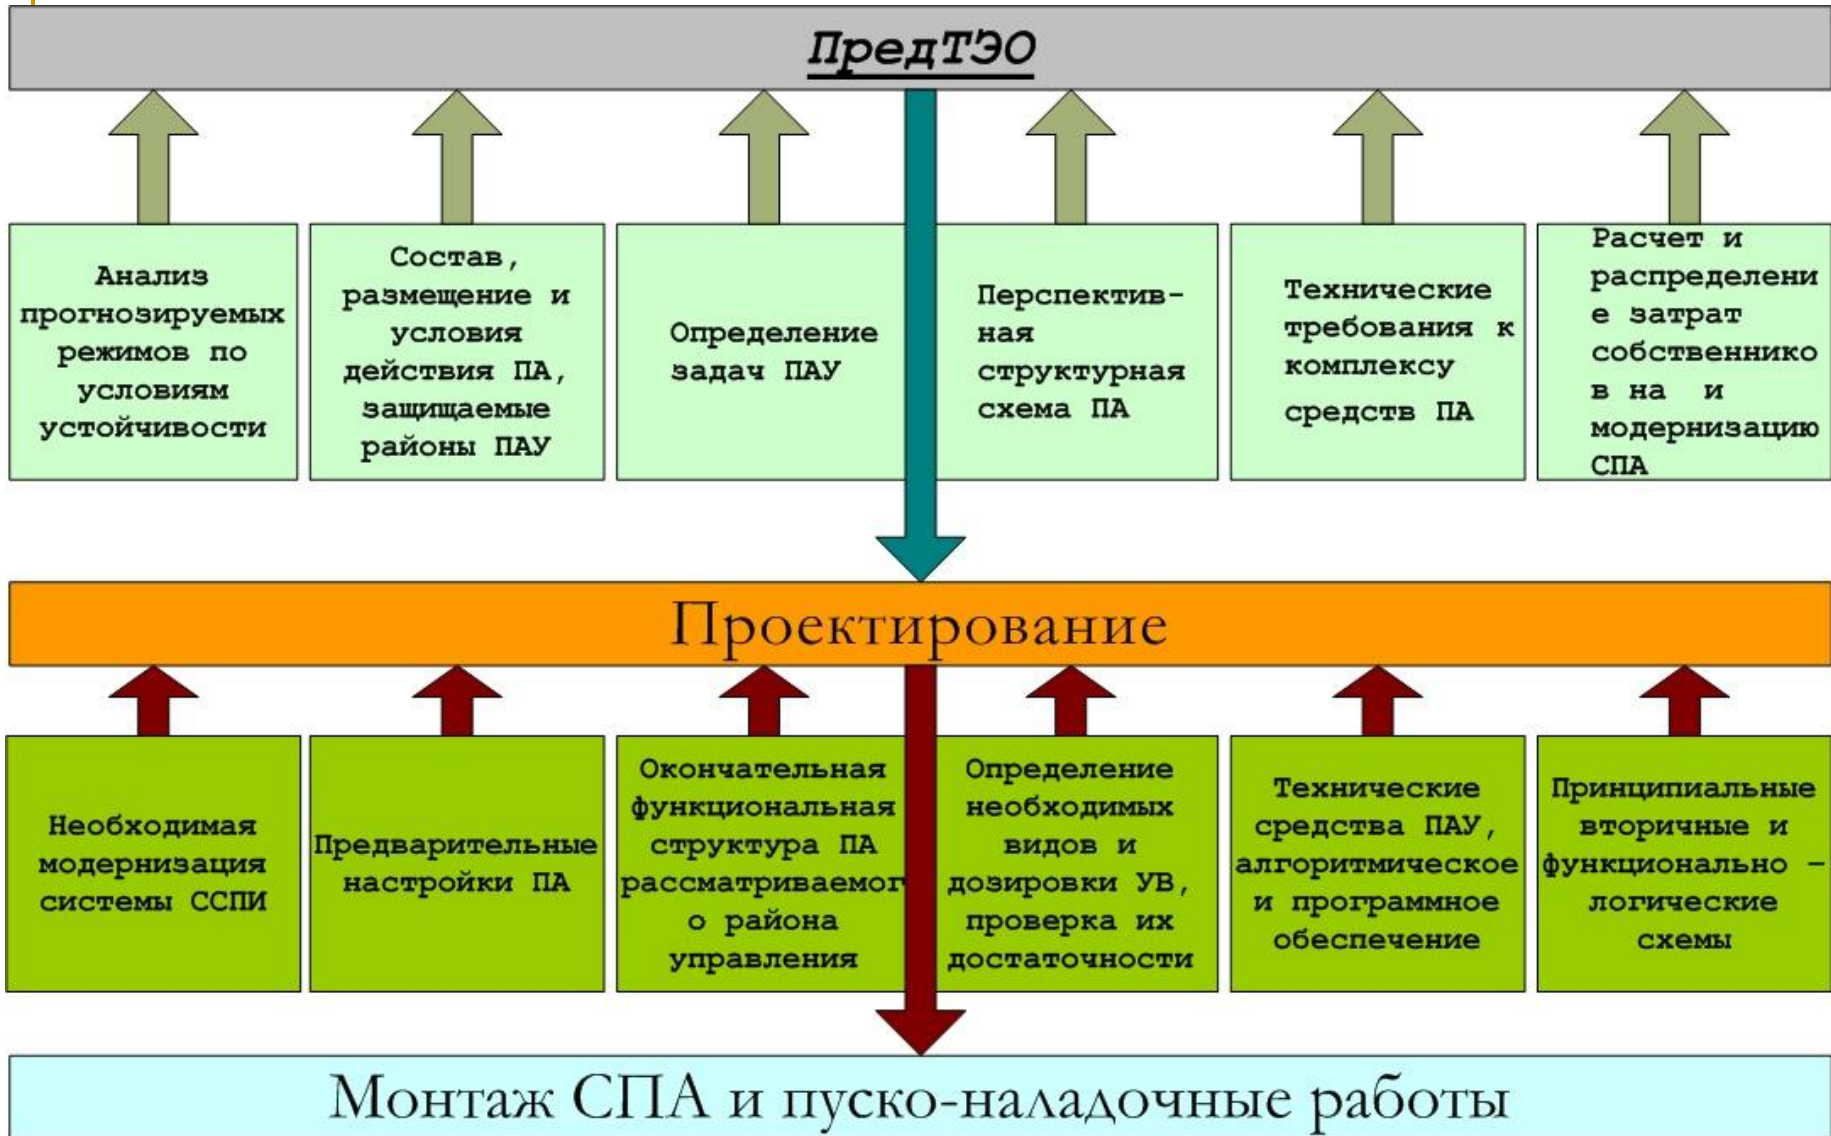 ПредТЭО
Анализ
прогнозируемых
режимов по
условиям
устойчивости
Состав,
размещение и
условия
действия ПА,
защищаемые
районы ПАУ
Определение
задач ПАУ
Перспектив-
ная
структурная
схема ПА
Технические
требования к
комплексу
средств ПА
Расчет и
распределени
е затрат
собственнико
в на и
модернизацию
СПА
Проектирование
Необходимая
модернизация
системы ССПИ
Предварительные
настройки ПА
Окончательная
функциональная
структура ПА
рассматриваемог
о района
управления
Определение
необходимых
видов и
дозировки УВ,
проверка их
достаточности
Технические
средства ПАУ,
алгоритмическое
и программное
обеспечение
Принципиальные
вторичные и
функционально –
логические
схемы
Монтаж СПА и пуско-наладочные работы